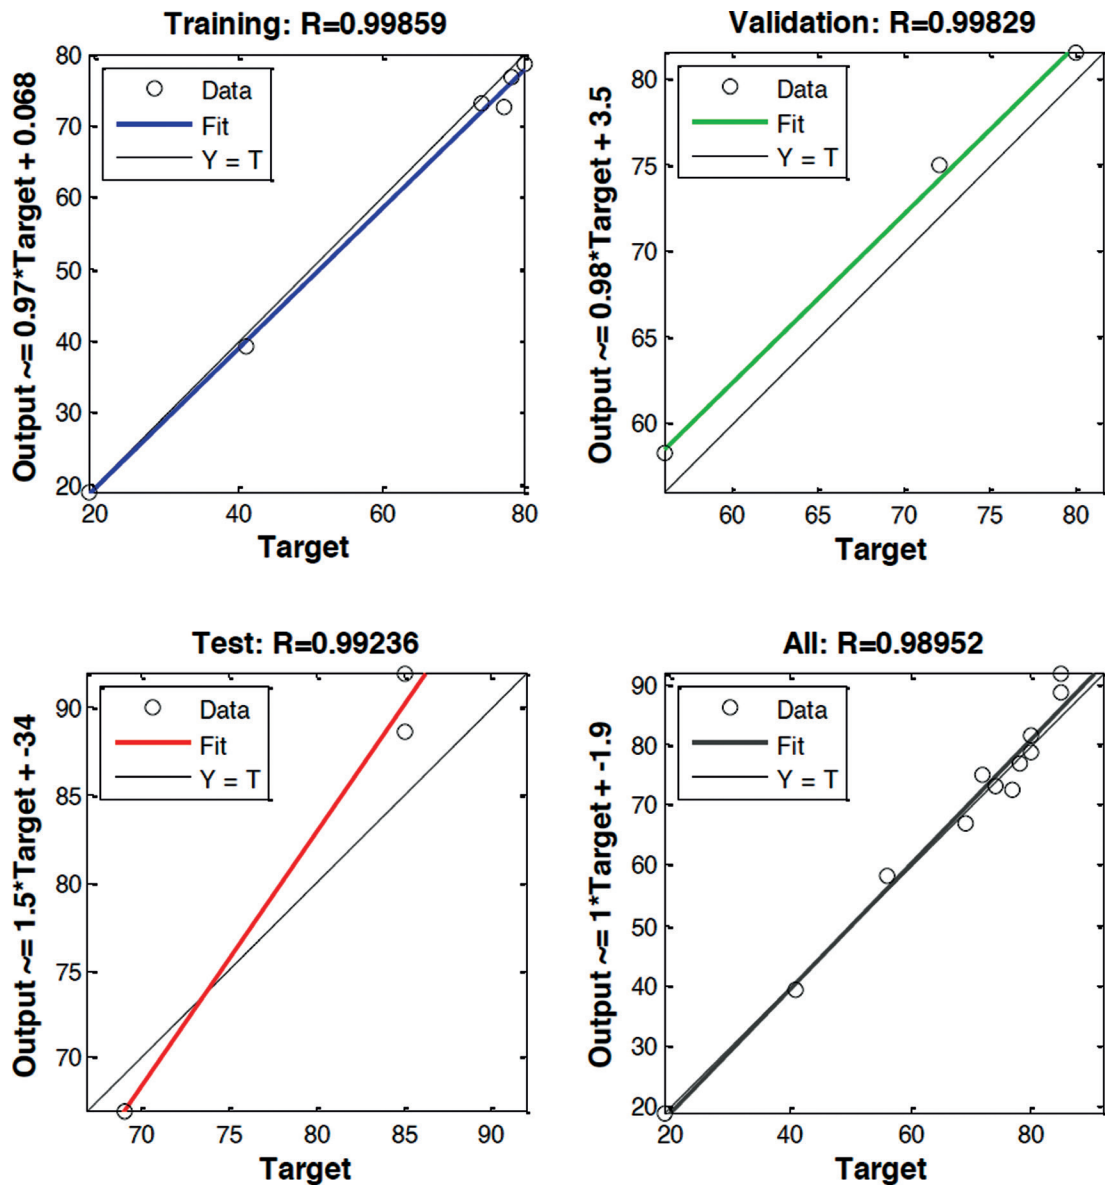 Training: R=0.99859
Output ~= 0.97*Target + 0.068
80
70
60
50
40
30
20
Data
Fit
Y = T
20
40
60
80
Target
Validation: R=0.99829
Output ~= 0.98*Target + 3.5
80
75
70
65
60
Data
Fit
Y = T
60
65
70
75
80
Target
Test: R=0.99236
Output ~= 1.5*Target + -34
90
85
80
75
70
Data
Fit
Y = T
70
75
80
85
90
Target
All: R=0.98952
Output ~= 1*Target + -1.9
90
80
70
60
50
40
30
20
Data
Fit
Y = T
20
40
60
80
Target